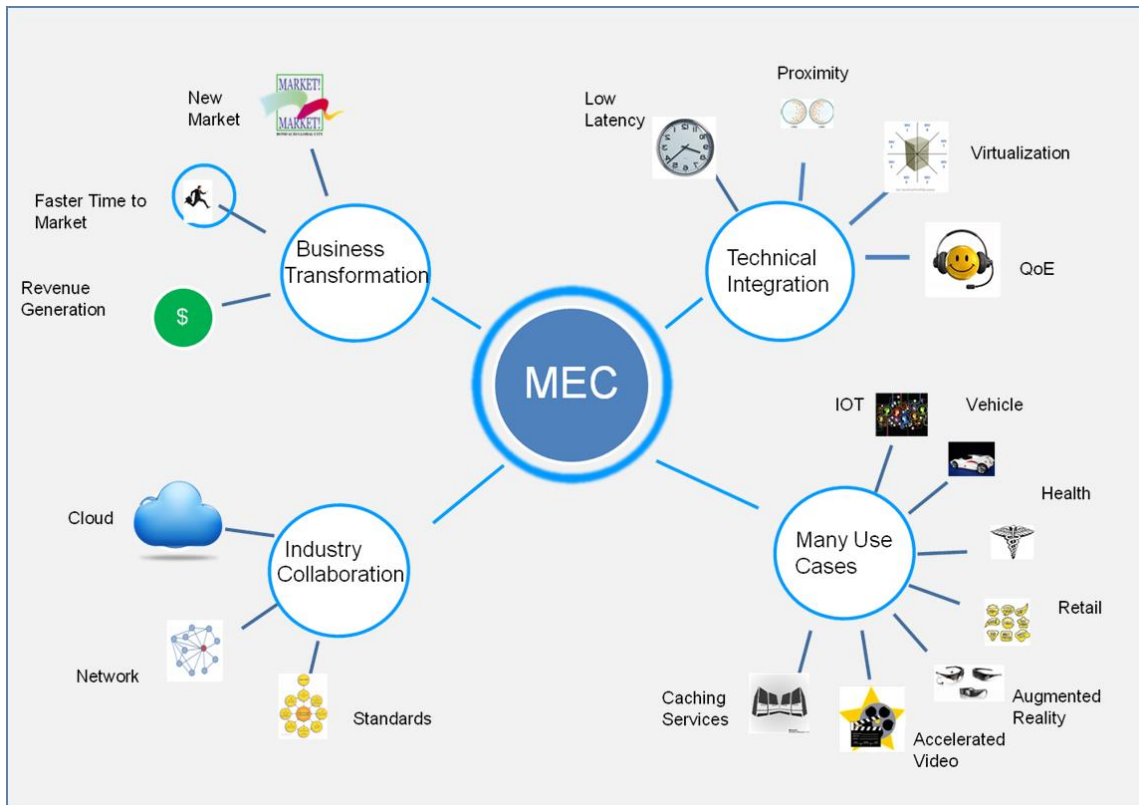 New
Market
MARKET!
MARKET!
Faster Time to
Market
Revenue
Generation
$
Business
Transformation
Low
Latency
Proximity
Virtualization
QoE
Technical
Integration
MEC
Cloud
Network
Standards
Industry
Collaboration
IOT
Vehicle
Health
Retail
Augmented
Reality
Accelerated
Video
Caching
Services
Many Use
Cases